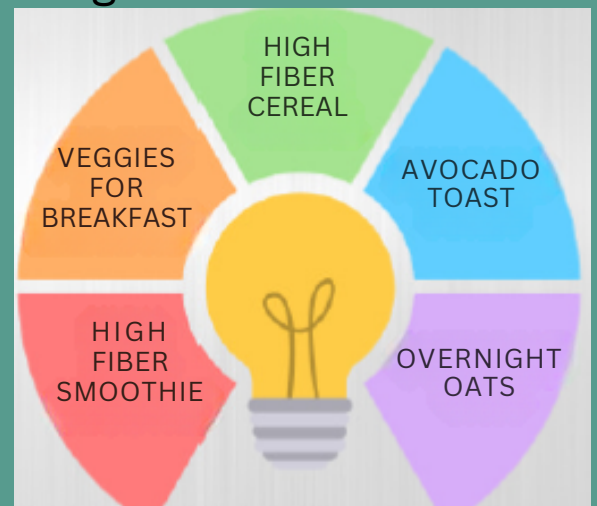 HIGH
FIBER
CEREAL
VEGGIES
FOR
BREAKFAST
AVOCADO
TOAST
HIGH
FIBER
SMOOTHIE
OVERNIGHT
OATS